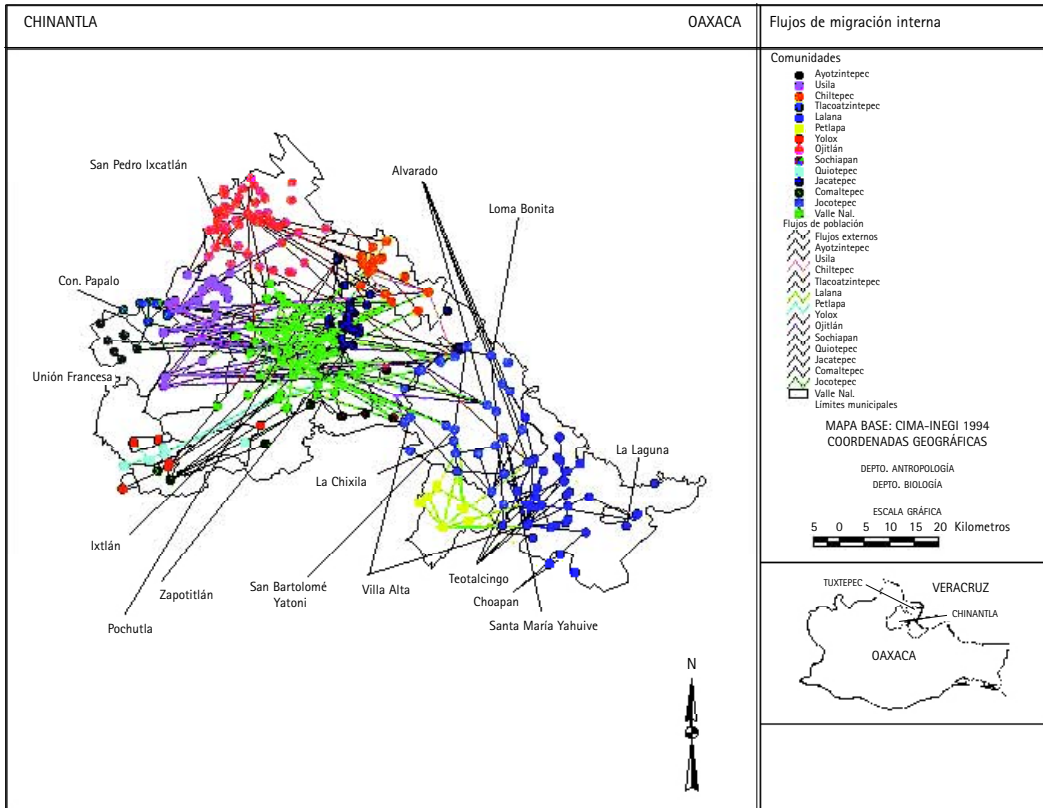 CHINANTLA
OAXACA
Flujos de migración interna
San Pedro Ixcatlán
Alvarado
Loma Bonita
Con. Papalo
Unión Francesa
La Laguna
La Chixila
Ixtlán
Zapotitlán
San Bartolomé
Yatoni
Villa Alta
Teotalcingo
Choapan
Pochutla
Santa María Yahuive
N
Comunidades
Ayotzintepec
Usila
Chiltepec
Tlacoatzintepec
Lalana
Petlapa
Yolox
Ojitlán
Sochiapan
Quiotepec
Jacatepec
Comaltepec
Jocotepec
Valle Nal.
Flujos de población
Flujos externos
Ayotzintepec
Usila
Chiltepec
Tlacoatzintepec
Lalana
Petlapa
Yolox
Ojitlán
Sochiapan
Quiotepec
Jacatepec
Comaltepec
Jocotepec
Valle Nal.
Límites municipales
MAPA BASE: CIMA-INEGI 1994
COORDENADAS GEOGRÁFICAS
DEPTO. ANTROPOLOGÍA
DEPTO. BIOLOGÍA
ESCALA GRÁFICA
5 0 5 10 15 20 Kilometros
TUXTEPEC
VERACRUZ
CHINANTLA
OAXACA